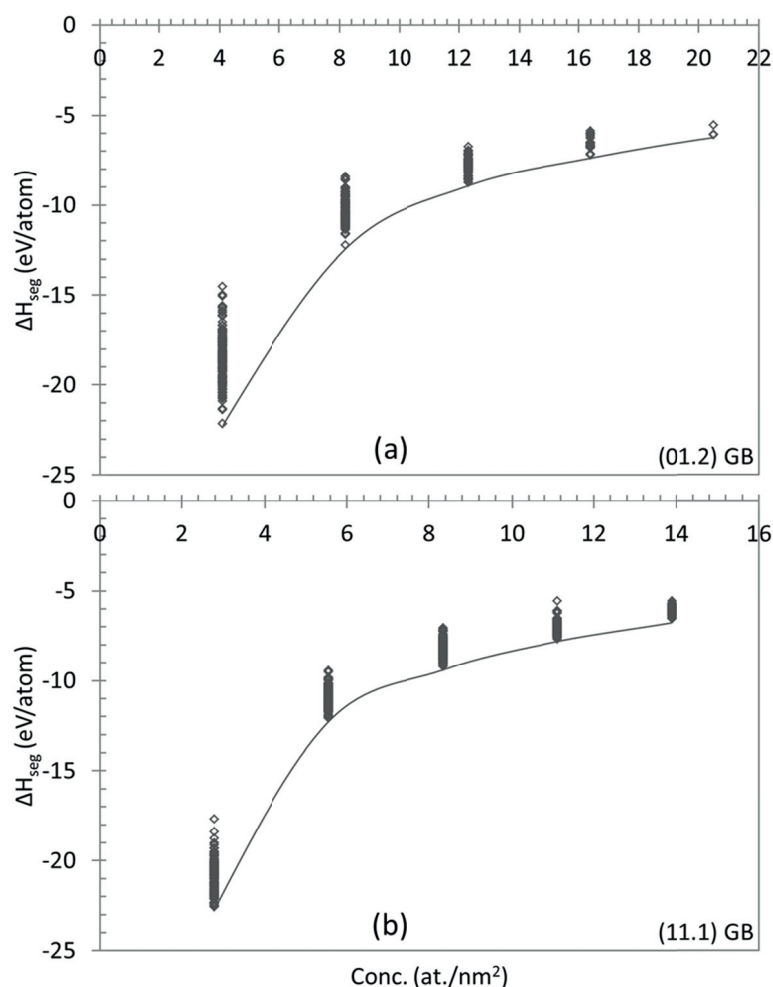 0
0 2 4 6 8 10 12 14 16 18 20 22
-5
-10
-15
-20
-25
ΔHseg (eV/atom)
(a)
(01.2) GB
0
0 2 4 6 8 10 12 14 16
-5
-10
-15
-20
-25
ΔHseg (eV/atom)
(b)
(11.1) GB
Conc. (at./nm²)